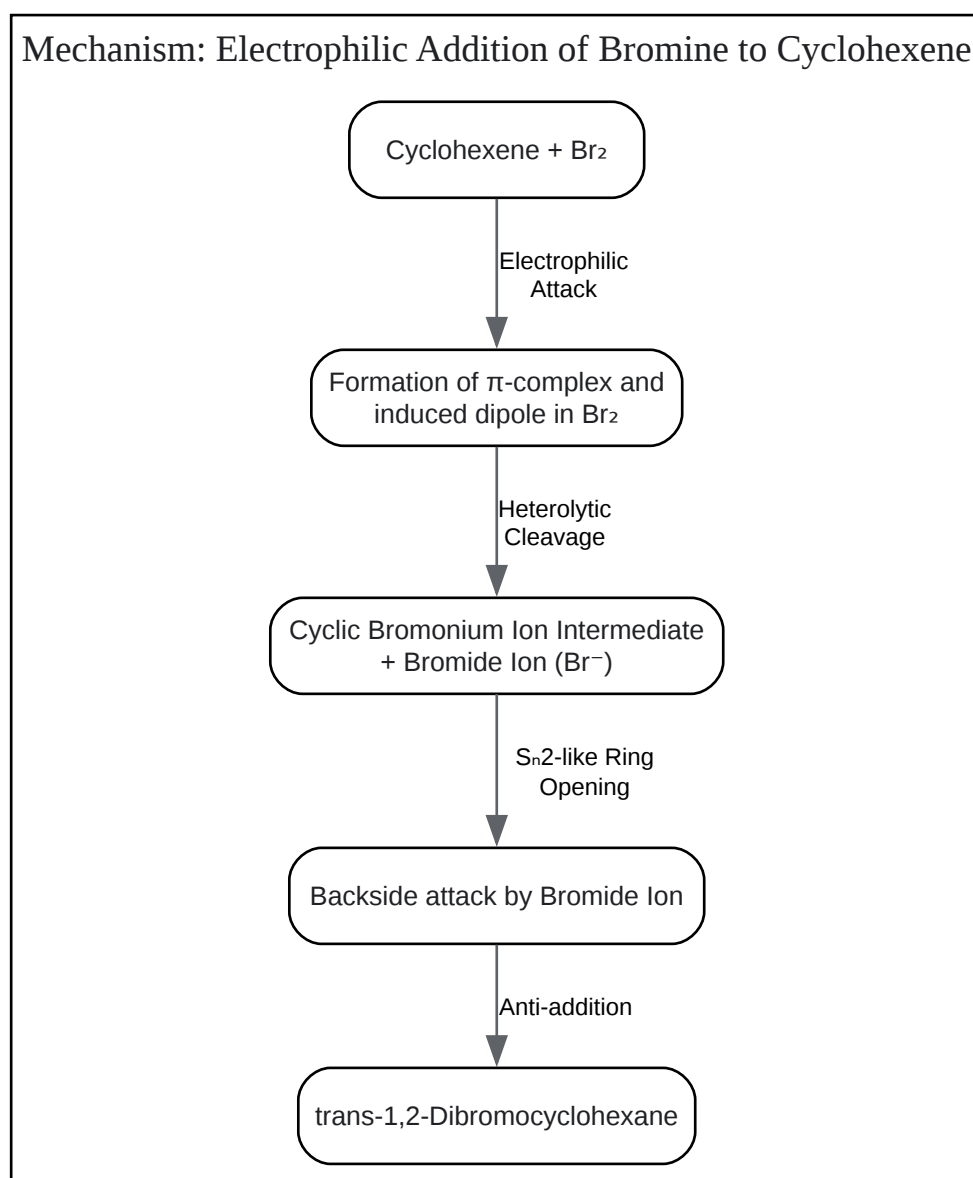 Mechanism: Electrophilic Addition of Bromine to Cyclohexene
Cyclohexene + Br₂
Electrophilic
Attack
Formation of π-complex and
induced dipole in Br₂
Heterolytic
Cleavage
Cyclic Bromonium Ion Intermediate
+ Bromide Ion (Br⁻)
Sₙ2-like Ring
Opening
Backside attack by Bromide Ion
Anti-addition
trans-1,2-Dibromocyclohexane